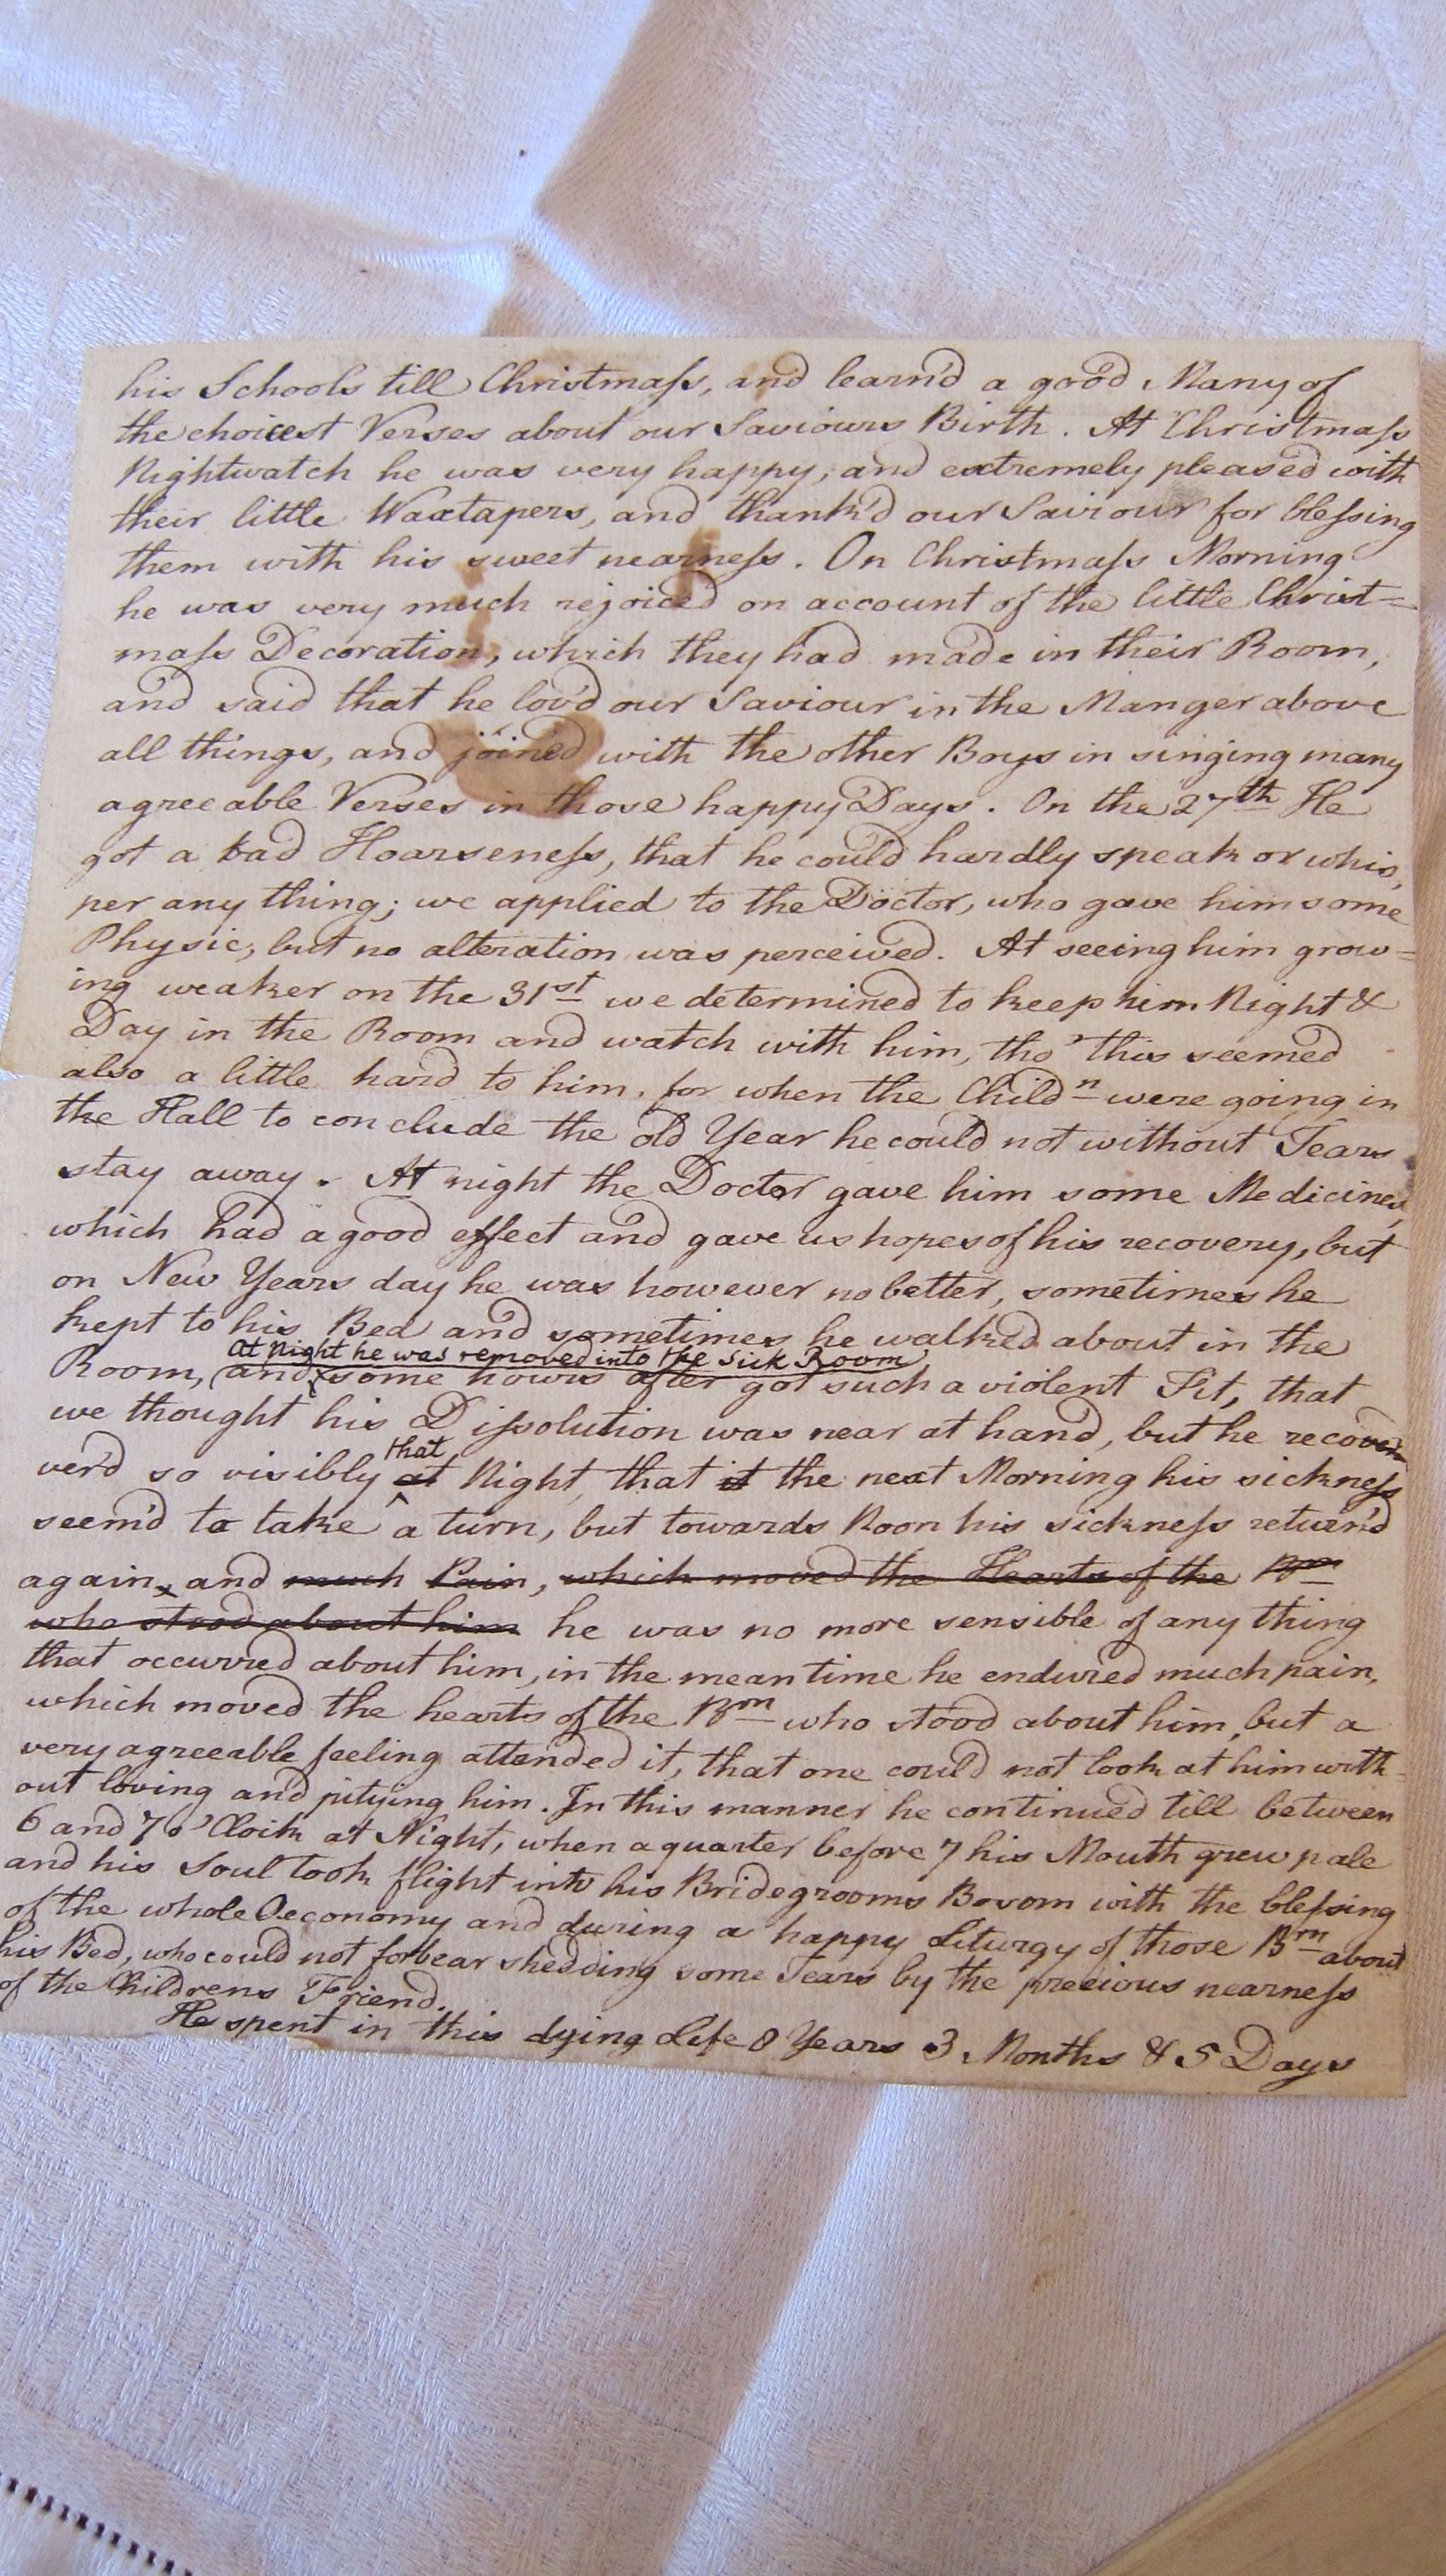 his Schools till Christmaſs, and learn'd a good Many of
the choicest Verses about our Saviours Birth. At Christmaſs
Nightwatch he was very happy, and extremely pleased with
their little Waxtapers, and thank'd our Saviour for bleſsing
them with his sweet nearneſs. On Christmaſs Morning
he was very much rejoiced on account of the little Christ=
maſs Decoration, which they had made in their Room,
and said that he lov'd our Saviour in the Manger above
all things, and joined with the other Boys in singing many
agreeable Verses in those happy Days. On the 27th He
got a bad Hoarseneſs, that he could hardly speak or whis,
per any thing; we applied to the Doctor, who gave him some
Physic, but no alteration was perceived. At seeing him grow=
ing weaker on the 31st we determined to keep him Night &
Day in the Room and watch with him, tho' this seemed
also a little hard to him, for when the Childn were going in
the Hall to conclude the old Year he could not without Tears
stay away. At night the Doctor gave him some Medicines,
which had a good effect and gave us hopes of his recovery, but
on New Years day he was however no better, sometimes he
kept to his Bed and sometimes he walked about in the
at Night he was removed into the Sick Room
Room, (and some hours after got such a violent Fit, that
we thought his Diſsolution was near at hand, but he recover
that
ver'd so visibly at Night, that it the next Morning his sickneſs
seem'd to take a turn, but towards Noon his sickneſs return'd
again, and much Pain, which moved the Hearts of the Brn
who stood about him he was no more sensible of any thing
that occurred about him, in the mean time he endured much pain,
which moved the hearts of the Brn who stood about him, but a
very agreeable feeling attended it, that one could not look at him with=
out loving and pitying him. In this manner he continued till between
6 and 7 o'Clock at Night, when a quarter before 7 his Mouth grew pale
and his Soul took flight into his Bridegrooms Bosom with the bleſsing
of the whole Oeconomy and during a happy Liturgy of those Brn about
his Bed, who could not forbear shedding some Tears by the precious nearneſs
of the Childrens Friend.
He spent in this dying Life 8 Years 3 Months & 5 Days